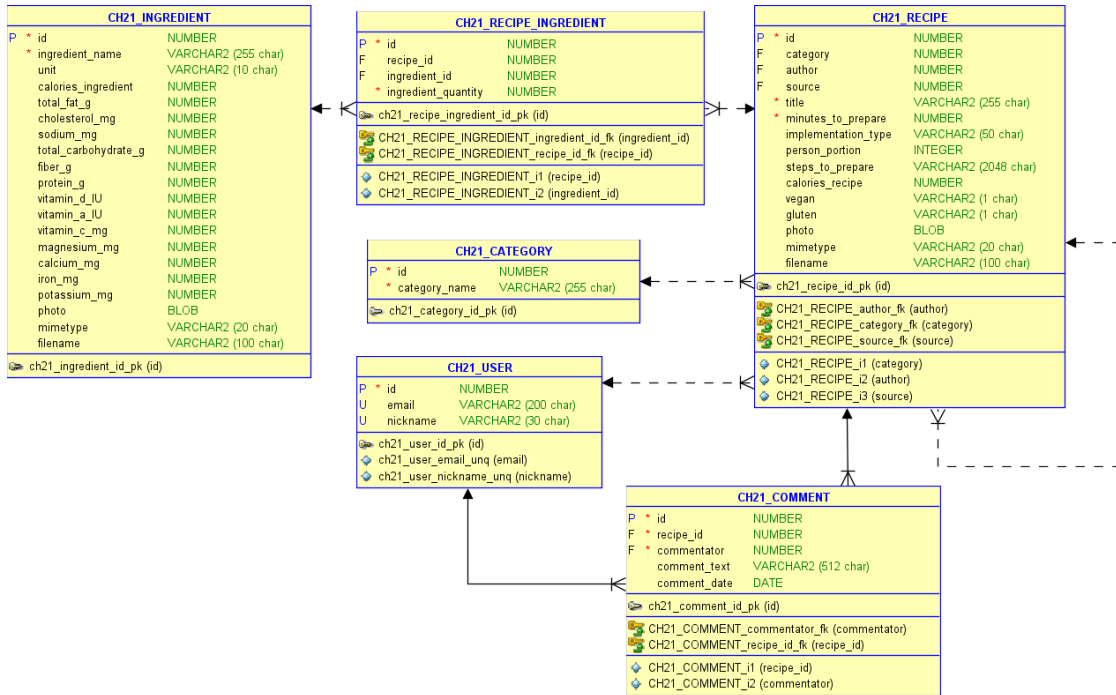 CH21_INGREDIENT
P * id NUMBER
* ingredient_name VARCHAR2 (255 char)
unit VARCHAR2 (10 char)
calories_ingredient NUMBER
total_fat_g NUMBER
cholesterol_mg NUMBER
sodium_mg NUMBER
total_carbohydrate_g NUMBER
fiber_g NUMBER
protein_g NUMBER
vitamin_d_IU NUMBER
vitamin_a_IU NUMBER
vitamin_c_mg NUMBER
magnesium_mg NUMBER
calcium_mg NUMBER
iron_mg NUMBER
potassium_mg NUMBER
photo BLOB
mimetype VARCHAR2 (20 char)
filename VARCHAR2 (100 char)
ch21_ingredient_id_pk (id)
CH21_RECIPE_INGREDIENT
P * id NUMBER
F recipe_id NUMBER
F ingredient_id NUMBER
* ingredient_quantity NUMBER
ch21_recipe_ingredient_id_pk (id)
CH21_RECIPE_INGREDIENT_ingredient_id_fk (ingredient_id)
CH21_RECIPE_INGREDIENT_recipe_id_fk (recipe_id)
CH21_RECIPE_INGREDIENT_i1 (recipe_id)
CH21_RECIPE_INGREDIENT_i2 (ingredient_id)
CH21_RECIPE
P * id NUMBER
F category NUMBER
F author NUMBER
F source NUMBER
* title VARCHAR2 (255 char)
* minutes_to_prepare NUMBER
implementation_type VARCHAR2 (50 char)
person_portion INTEGER
steps_to_prepare VARCHAR2 (2048 char)
calories_recipe NUMBER
vegan VARCHAR2 (1 char)
gluten VARCHAR2 (1 char)
photo BLOB
mimetype VARCHAR2 (20 char)
filename VARCHAR2 (100 char)
ch21_recipe_id_pk (id)
CH21_RECIPE_author_fk (author)
CH21_RECIPE_category_fk (category)
CH21_RECIPE_source_fk (source)
CH21_RECIPE_i1 (category)
CH21_RECIPE_i2 (author)
CH21_RECIPE_i3 (source)
CH21_CATEGORY
P * id NUMBER
* category_name VARCHAR2 (255 char)
ch21_category_id_pk (id)
CH21_USER
P * id NUMBER
U email VARCHAR2 (200 char)
U nickname VARCHAR2 (30 char)
ch21_user_id_pk (id)
ch21_user_email_unq (email)
ch21_user_nickname_unq (nickname)
CH21_COMMENT
P * id NUMBER
F * recipe_id NUMBER
F * commentator NUMBER
comment_text VARCHAR2 (512 char)
comment_date DATE
ch21_comment_id_pk (id)
CH21_COMMENT_commentator_fk (commentator)
CH21_COMMENT_recipe_id_fk (recipe_id)
CH21_COMMENT_i1 (recipe_id)
CH21_COMMENT_i2 (commentator)